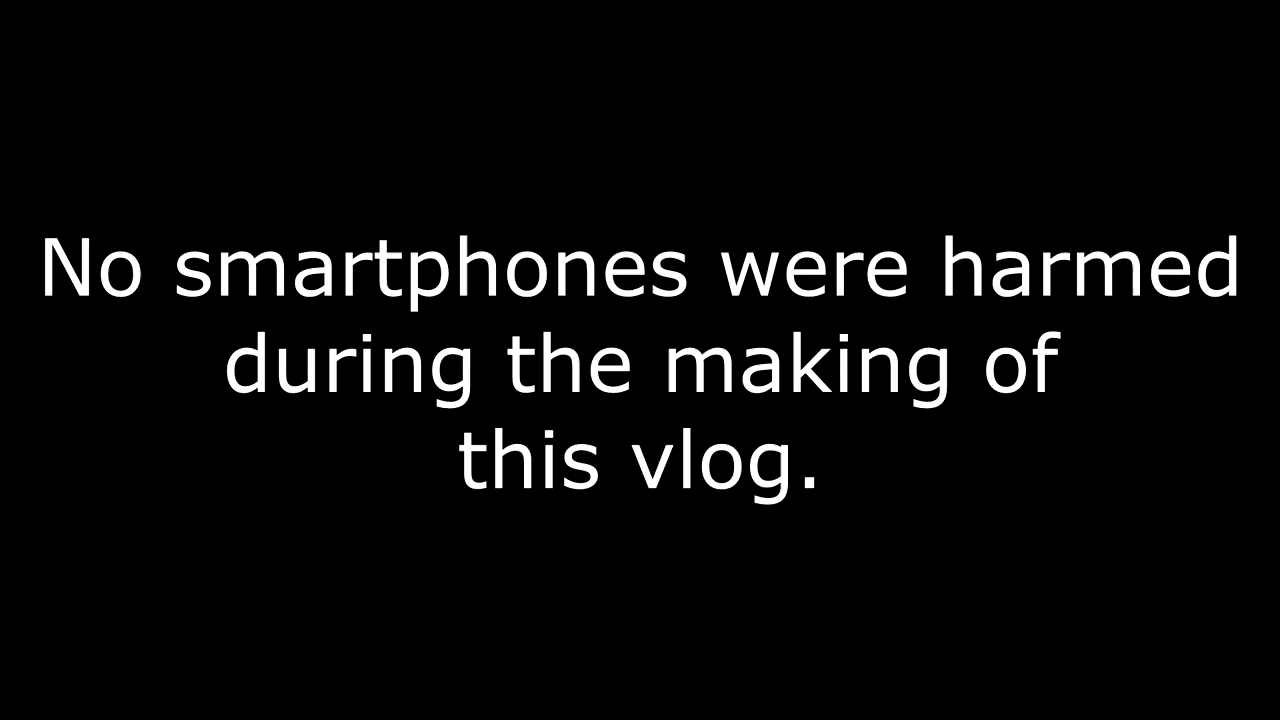 No smartphones were harmed
during the making of
this vlog.